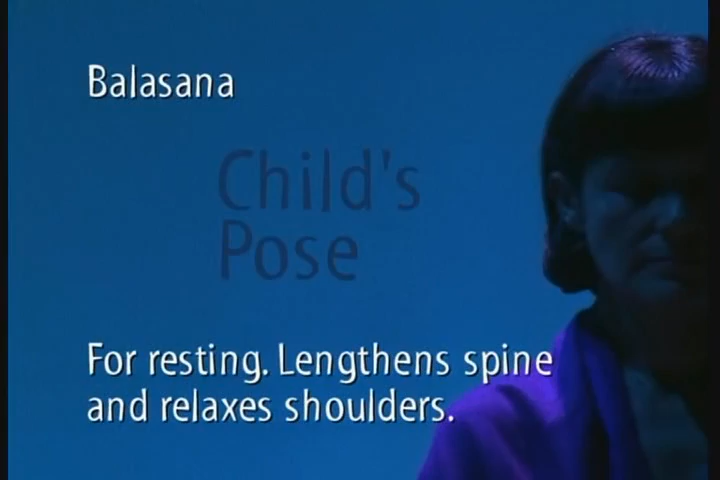 Balasana
Child's
Pose
For resting. Lengthens spine
and relaxes shoulders.